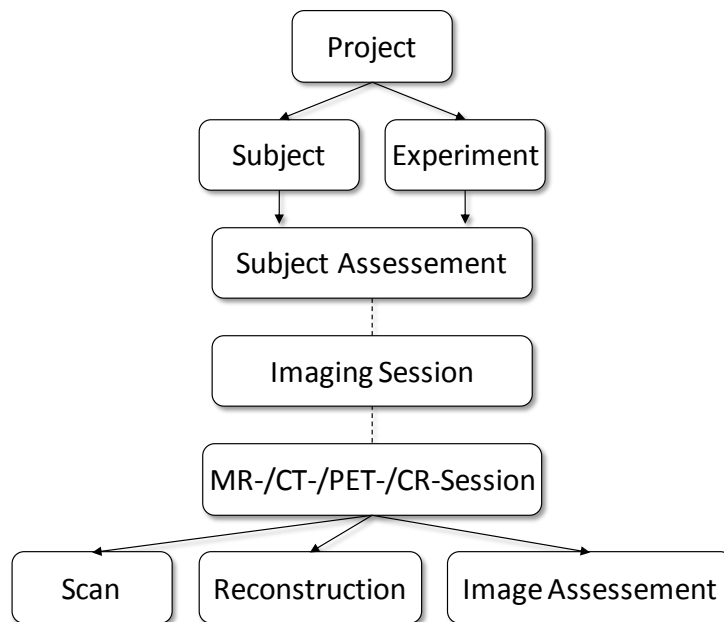 Project
Subject
Experiment
Subject Assessement
Imaging Session
MR-/CT-/PET-/CR-Session
Scan
Reconstruction
Image Assessement